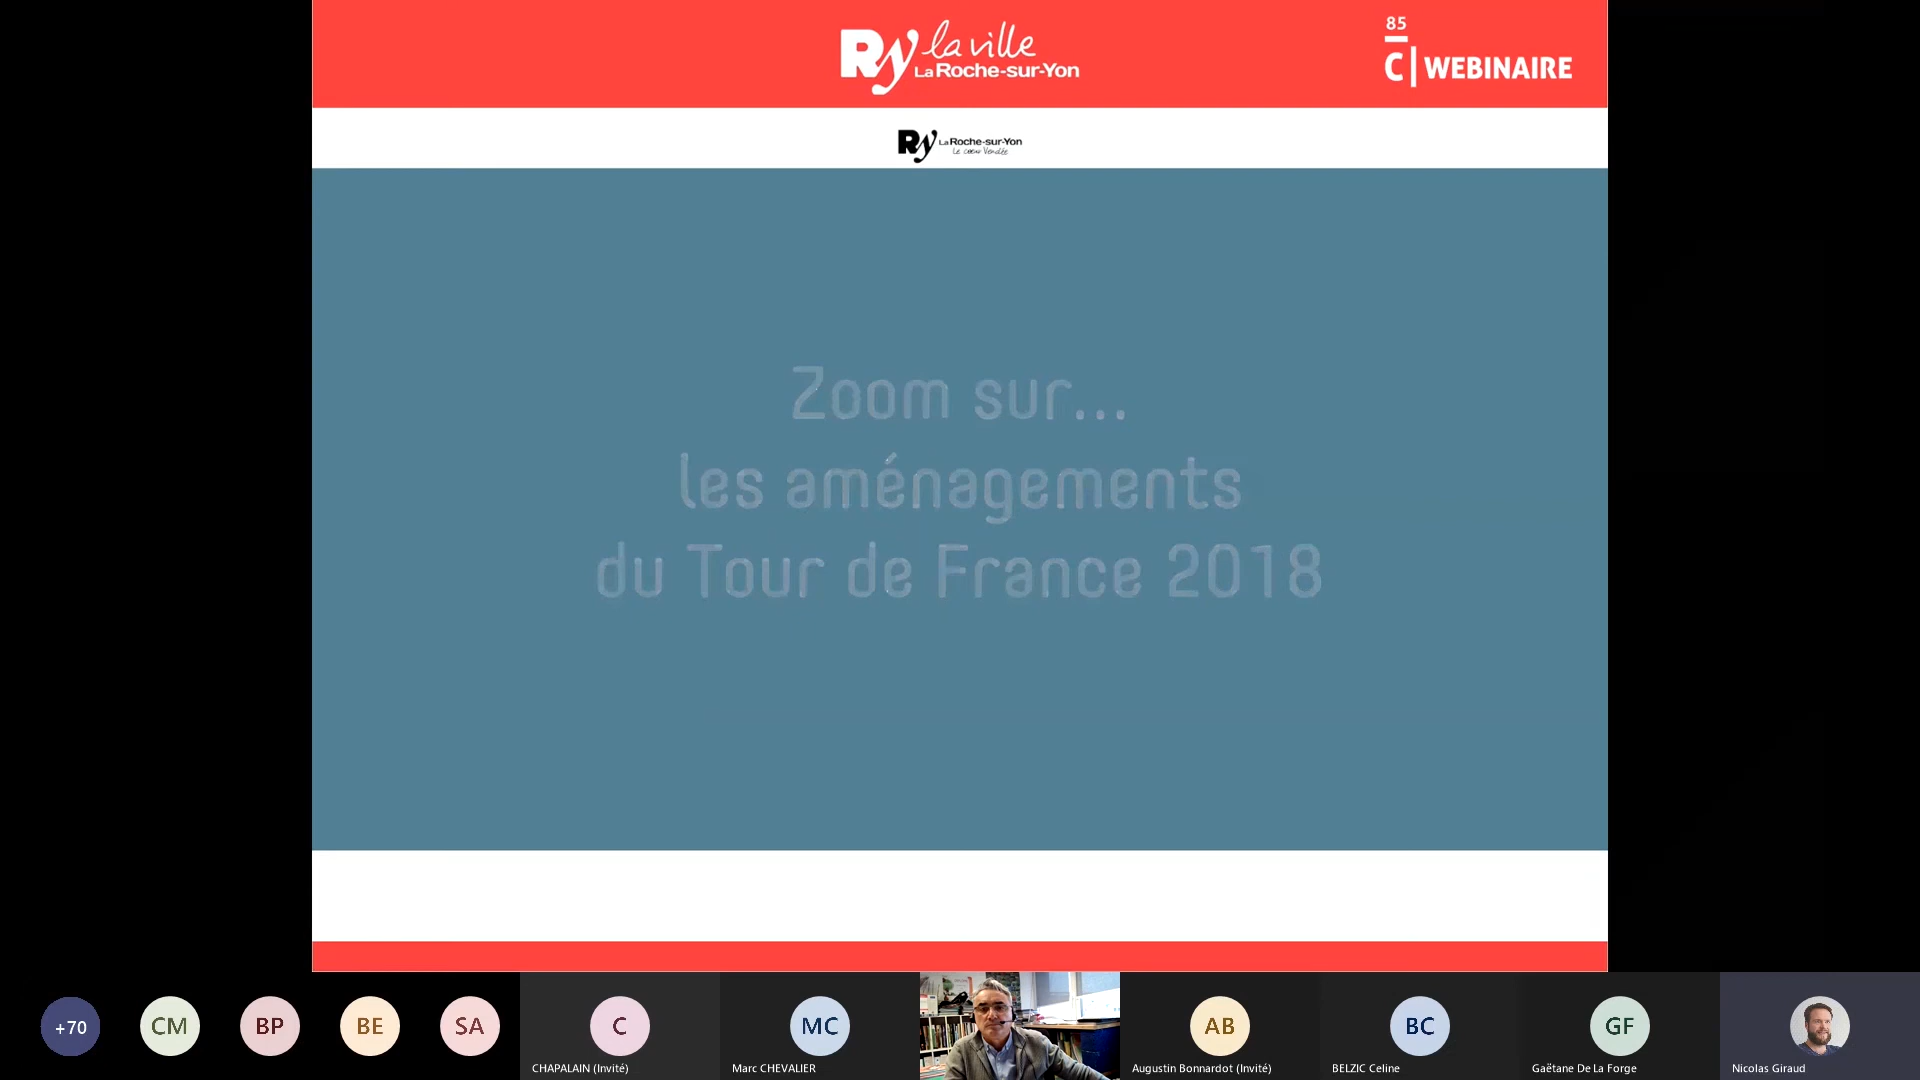 Ry la ville
La Roche-sur-Yon
85
C | WEBINAIRE
Ry La Roche-sur-Yon
Le cœur Vendée
Zoom sur...
les aménagements
du Tour de France 2018
+70
CM
BP
BE
SA
C
CHAPALAIN (Invité)
MC
Marc CHEVALIER
AB
Augustin Bonnardot (Invité)
BC
BELZIC Celine
GF
Gaëtane De La Forge
Nicolas Giraud